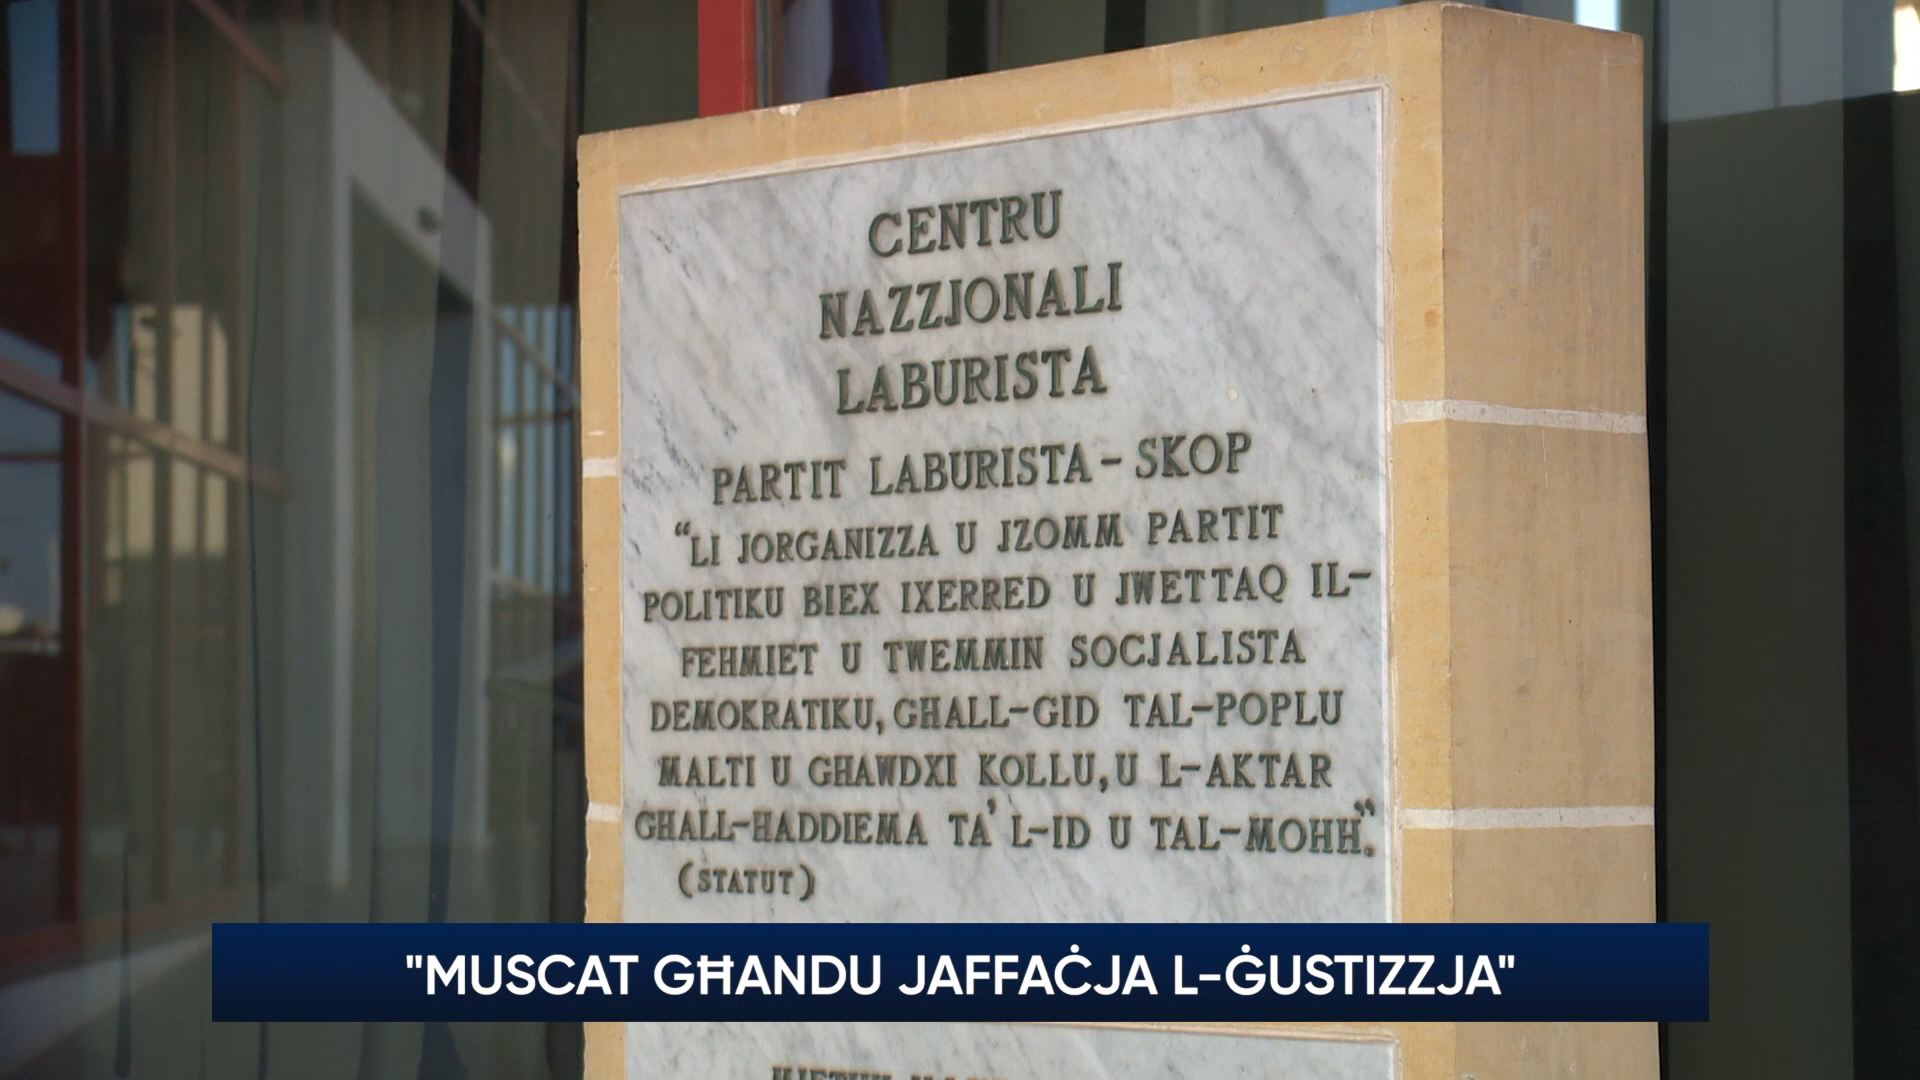 CENTRU
NAZZJONALI
LABURISTA
PARTIT LABURISTA-SKOP
“LI JORGANIZZA U JZOMM PARTIT
POLITIKU BIEX IXERRED U JWETTAQ IL-
FEHMIET U TWEMMIN SOCJALISTA
DEMOKRATIKU, GHALL-GID TAL-POPLU
MALTI U GHAWDXI KOLLU, U L-AKTAR
GHALL-HADDIEMA TA' L-ID U TAL-MOHH.”
(STATUT)
"MUSCAT GĦANDU JAFFAĊJA L-ĠUSTIZZJA"